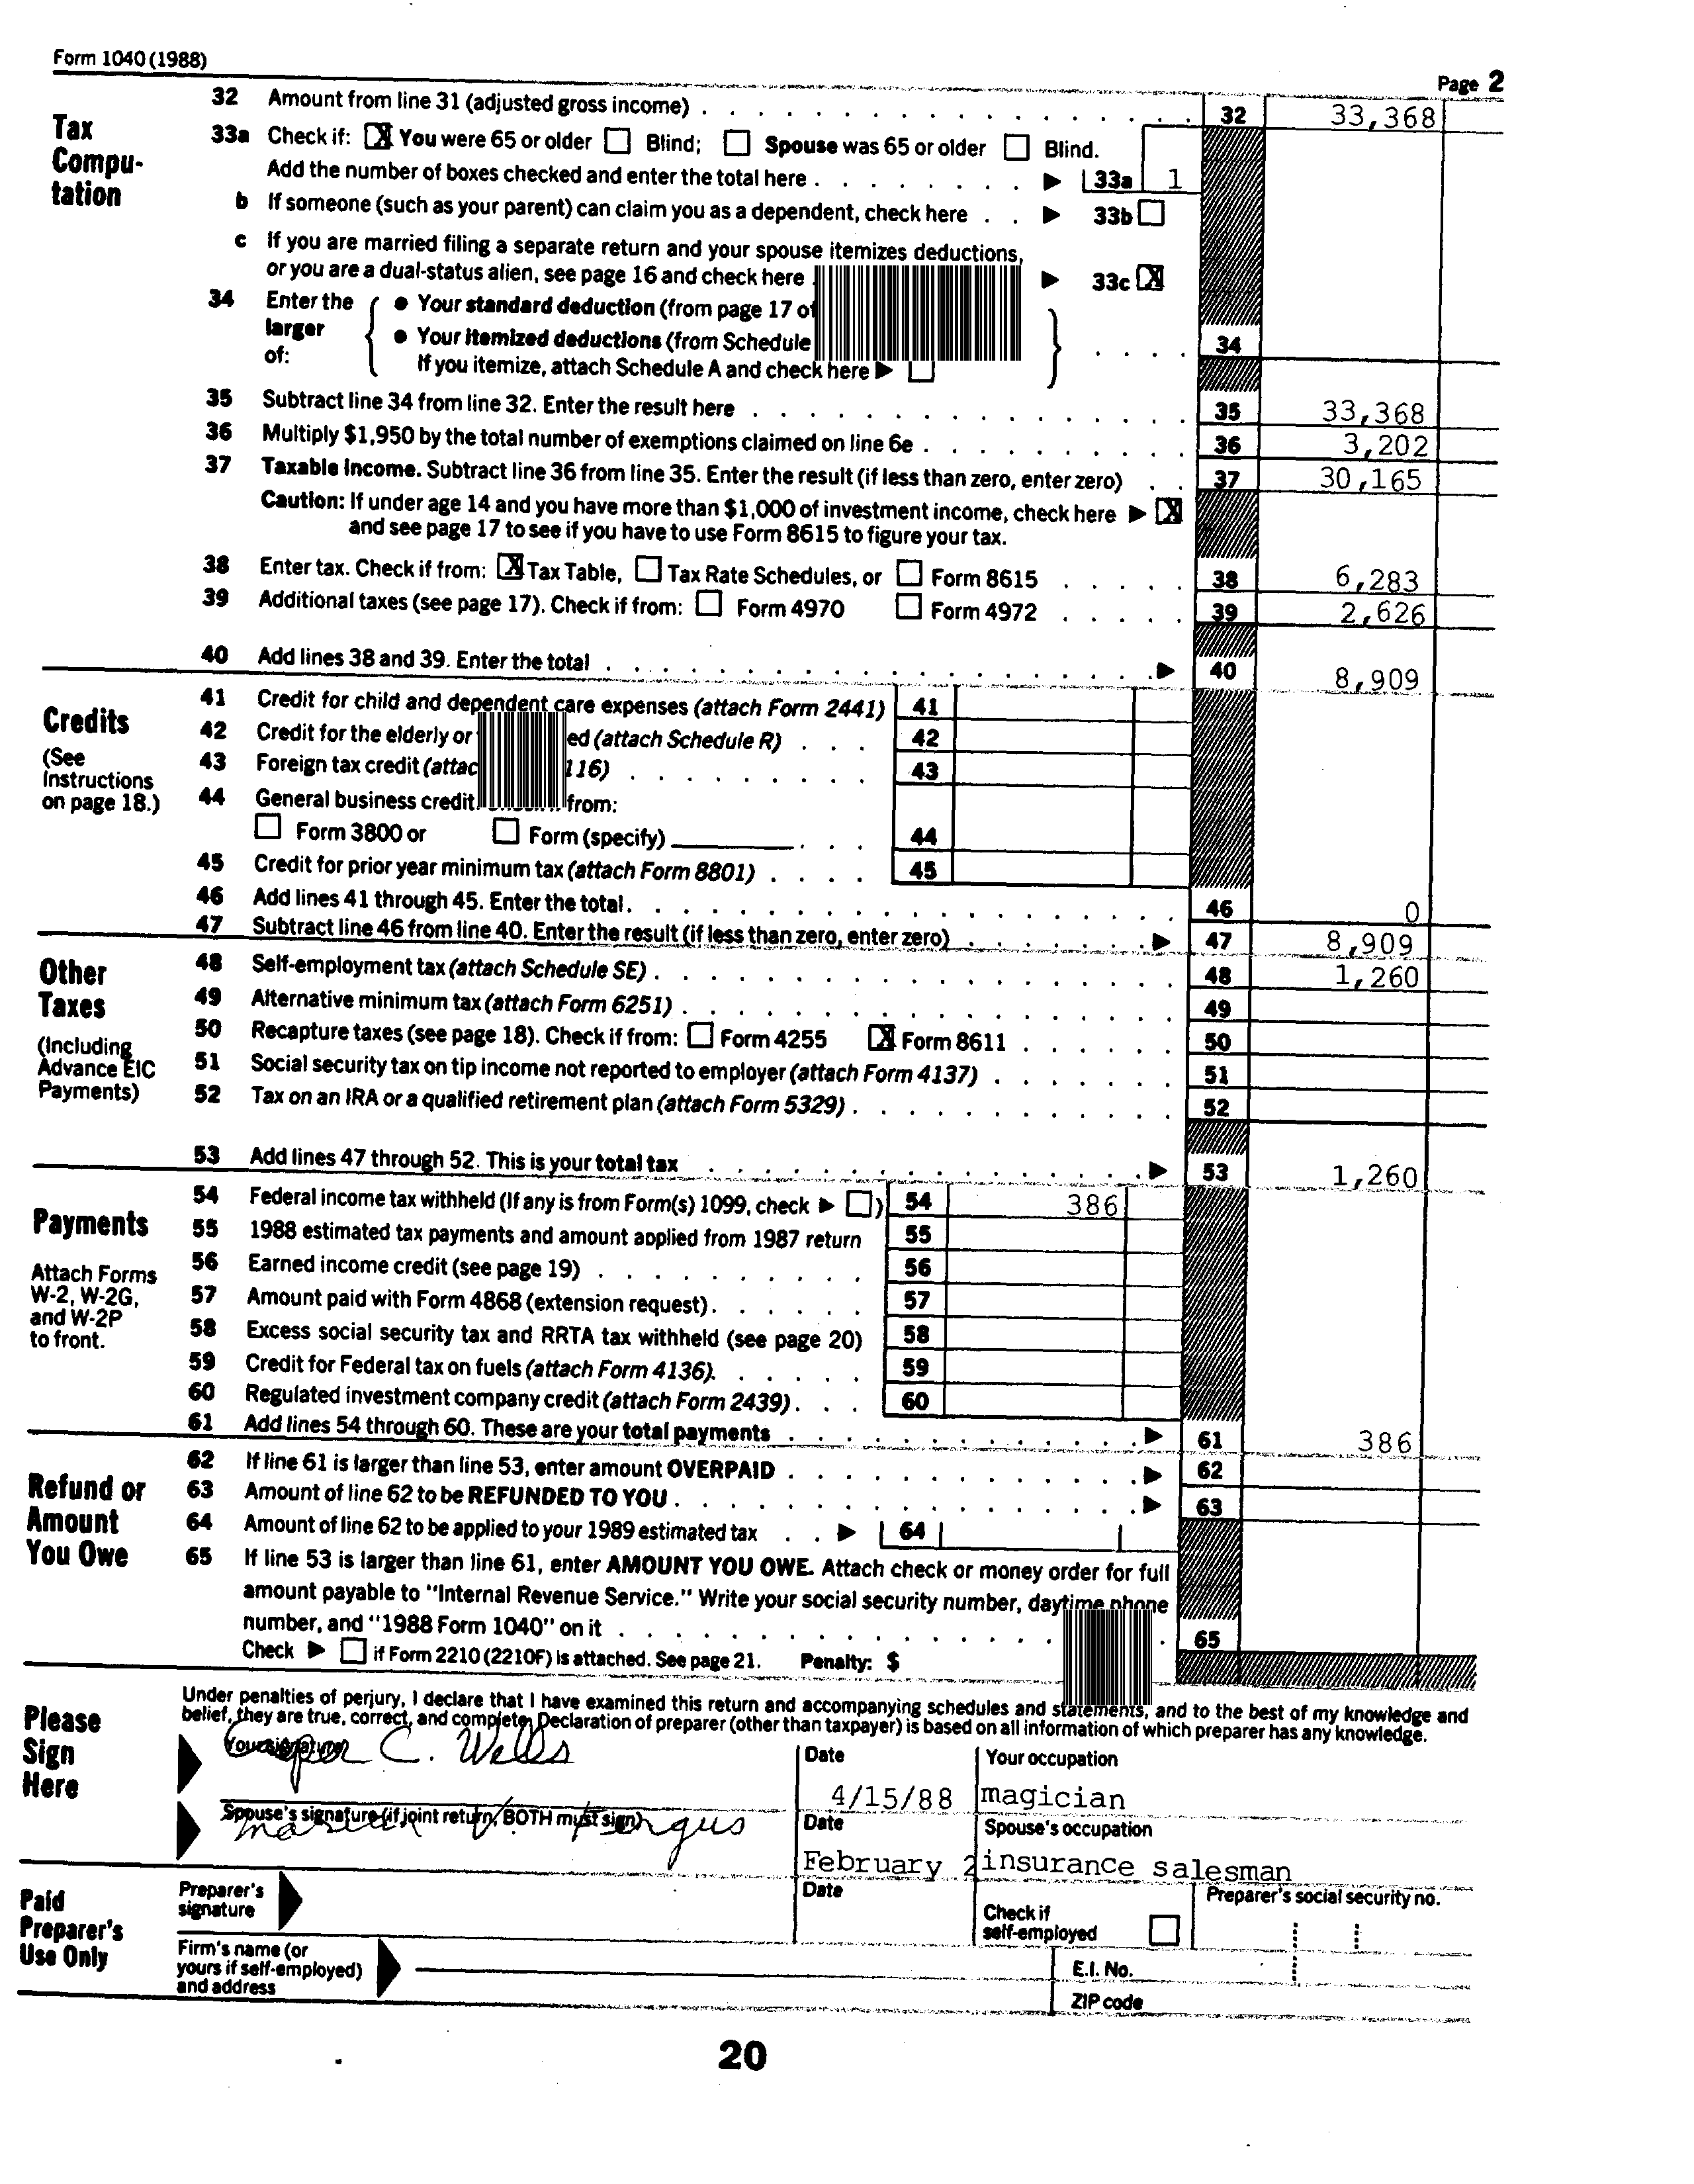 Form 1040 (1988)
Page 2
Tax Compu-tation
32 Amount from line 31 (adjusted gross income) . . . 32 33,368
33a Check if: [X] You were 65 or older [ ] Blind; [ ] Spouse was 65 or older [ ] Blind.
Add the number of boxes checked and enter the total here . . . ▶ 33a 1
b If someone (such as your parent) can claim you as a dependent, check here . . ▶ 33b [ ]
c If you are married filing a separate return and your spouse itemizes deductions,
or you are a dual-status alien, see page 16 and check here ▶ 33c [X]
34 Enter the larger of:
● Your standard deduction (from page 17 of
● Your itemized deductions (from Schedule
If you itemize, attach Schedule A and check here ▶ [ ]
34
35 Subtract line 34 from line 32. Enter the result here . . . 35 33,368
36 Multiply $1,950 by the total number of exemptions claimed on line 6e . . . 36 3,202
37 Taxable income. Subtract line 36 from line 35. Enter the result (if less than zero, enter zero) . . 37 30,165
Caution: If under age 14 and you have more than $1,000 of investment income, check here ▶ [X]
and see page 17 to see if you have to use Form 8615 to figure your tax.
38 Enter tax. Check if from: [X] Tax Table, [ ] Tax Rate Schedules, or [ ] Form 8615 . . . 38 6,283
39 Additional taxes (see page 17). Check if from: [ ] Form 4970 [ ] Form 4972 . . . 39 2,626
40 Add lines 38 and 39. Enter the total . . . ▶ 40 8,909
Credits
(See Instructions on page 18.)
41 Credit for child and dependent care expenses (attach Form 2441) 41
42 Credit for the elderly or ed (attach Schedule R) . . . 42
43 Foreign tax credit (attac 116) . . . 43
44 General business credit. from:
[ ] Form 3800 or [ ] Form (specify) . . . 44
45 Credit for prior year minimum tax (attach Form 8801) . . . 45
46 Add lines 41 through 45. Enter the total . . . 46 0
47 Subtract line 46 from line 40. Enter the result (if less than zero, enter zero) . . . ▶ 47 8,909
Other Taxes
(Including Advance EIC Payments)
48 Self-employment tax (attach Schedule SE) . . . 48 1,260
49 Alternative minimum tax (attach Form 6251) . . . 49
50 Recapture taxes (see page 18). Check if from: [ ] Form 4255 [X] Form 8611 . . . 50
51 Social security tax on tip income not reported to employer (attach Form 4137) . . . 51
52 Tax on an IRA or a qualified retirement plan (attach Form 5329) . . . 52
53 Add lines 47 through 52. This is your total tax . . . ▶ 53 1,260
Payments
Attach Forms W-2, W-2G, and W-2P to front.
54 Federal income tax withheld (If any is from Form(s) 1099, check ▶ [ ]) 54 386
55 1988 estimated tax payments and amount applied from 1987 return 55
56 Earned income credit (see page 19) . . . 56
57 Amount paid with Form 4868 (extension request) . . . 57
58 Excess social security tax and RRTA tax withheld (see page 20) 58
59 Credit for Federal tax on fuels (attach Form 4136) . . . 59
60 Regulated investment company credit (attach Form 2439) . . . 60
61 Add lines 54 through 60. These are your total payments . . . ▶ 61 386
Refund or Amount You Owe
62 If line 61 is larger than line 53, enter amount OVERPAID . . . ▶ 62
63 Amount of line 62 to be REFUNDED TO YOU . . . ▶ 63
64 Amount of line 62 to be applied to your 1989 estimated tax . . ▶ 64
65 If line 53 is larger than line 61, enter AMOUNT YOU OWE. Attach check or money order for full
amount payable to "Internal Revenue Service." Write your social security number, daytime phone
number, and "1988 Form 1040" on it . . . 65
Check ▶ [ ] if Form 2210 (2210F) is attached. See page 21. Penalty: $
Please Sign Here
Under penalties of perjury, I declare that I have examined this return and accompanying schedules and statements, and to the best of my knowledge and
belief, they are true, correct, and complete. Declaration of preparer (other than taxpayer) is based on all information of which preparer has any knowledge.
Your signature C. Wells
Date 4/15/88
Your occupation magician
Spouse's signature (if joint return, BOTH must sign)
Date February 2
Spouse's occupation insurance salesman
Paid Preparer's Use Only
Preparer's signature
Date
Check if self-employed [ ]
Preparer's social security no.
Firm's name (or yours if self-employed) and address
E.I. No.
ZIP code
20